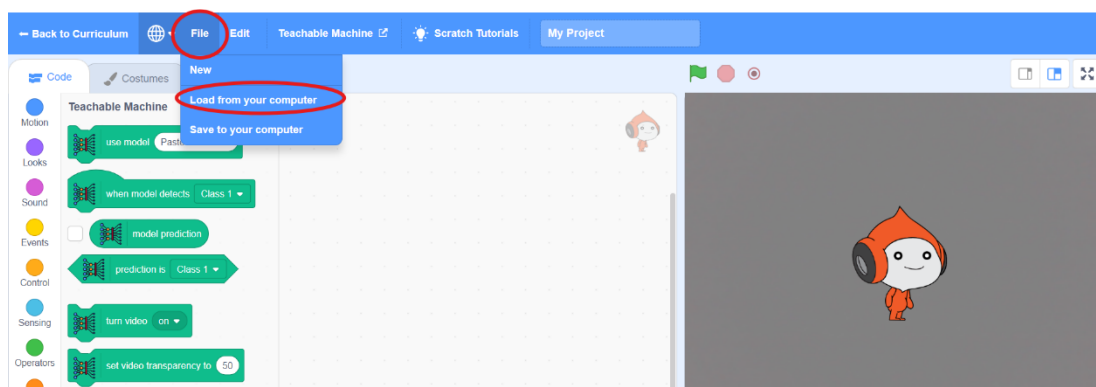 ← Back to Curriculum File Edit Teachable Machine Scratch Tutorials My Project
Code Costumes
New
Load from your computer
Save to your computer
Teachable Machine
Motion
Looks
Sound
Events
Control
Sensing
Operators
use model
when model detects Class 1
model prediction
prediction is Class 1
turn video on
set video transparency to 50